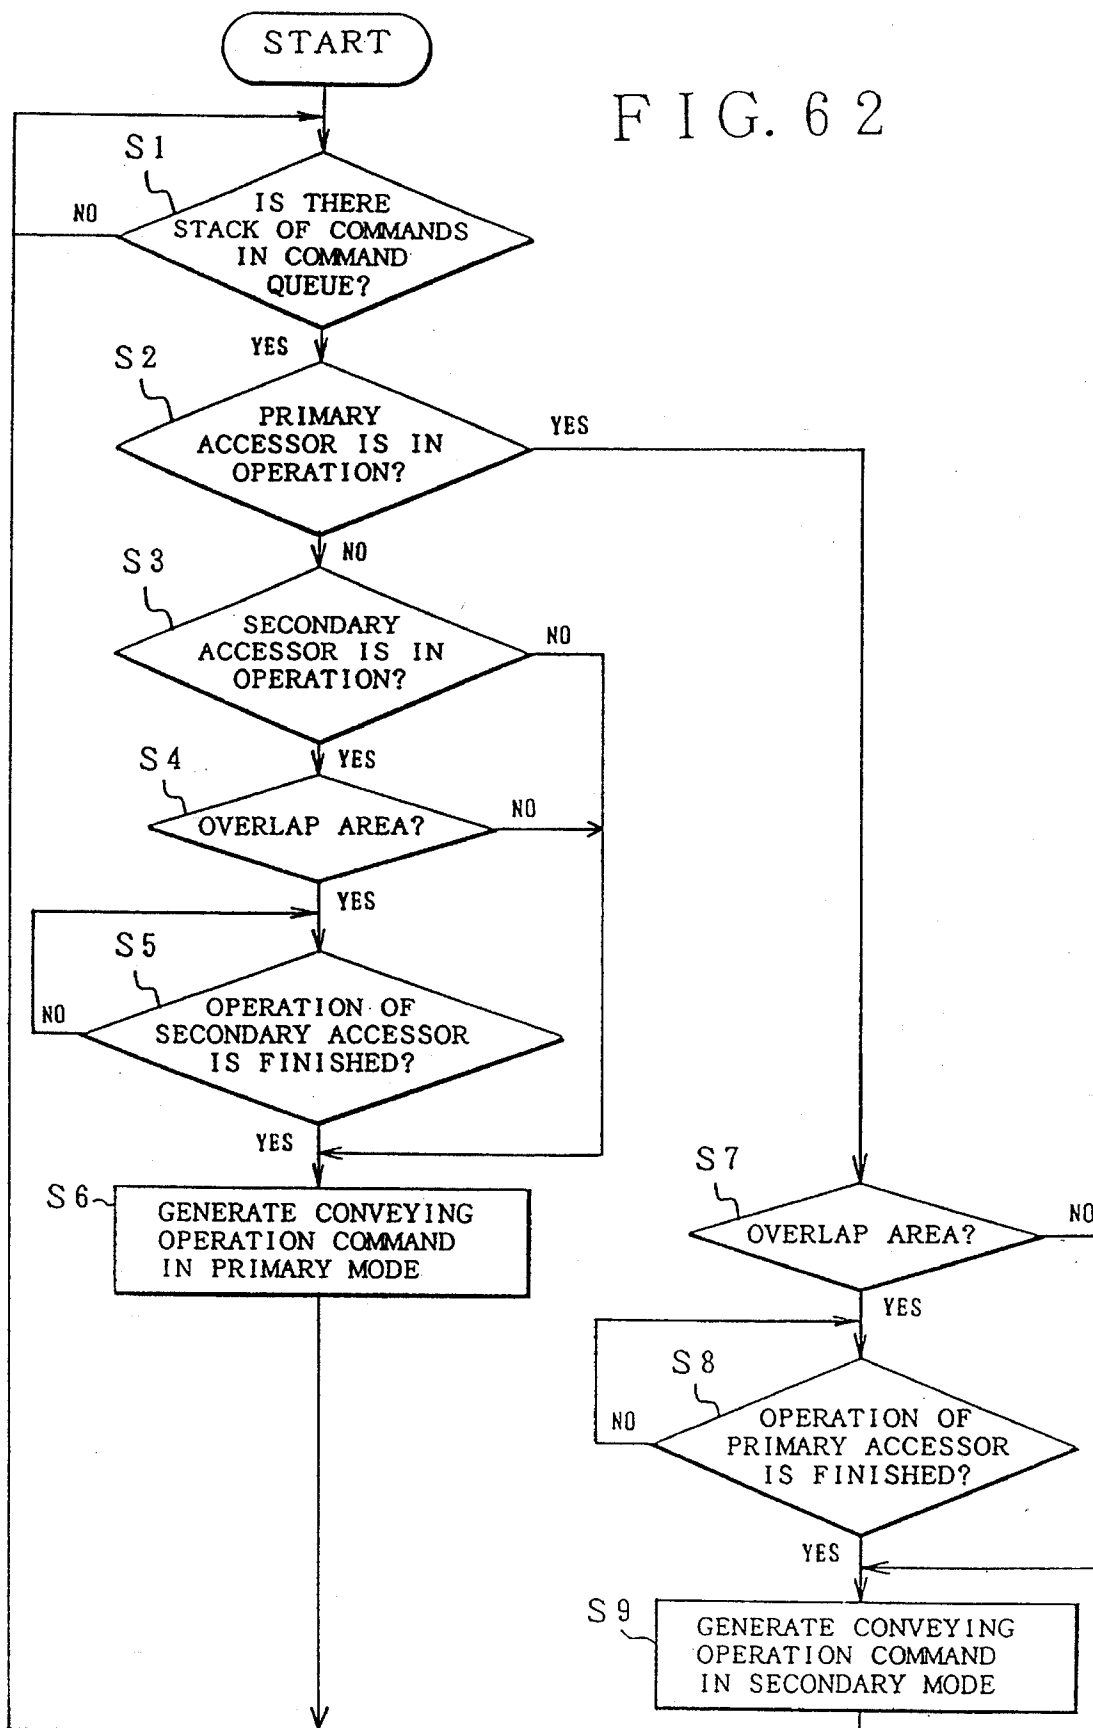 START
FIG. 62
S1
NO
IS THERE
STACK OF COMMANDS
IN COMMAND
QUEUE?
YES
S2
PRIMARY
ACCESSOR IS IN
OPERATION?
YES
NO
S3
SECONDARY
ACCESSOR IS IN
OPERATION?
NO
YES
S4
OVERLAP AREA?
NO
YES
S5
NO
OPERATION OF
SECONDARY ACCESSOR
IS FINISHED?
YES
S6
GENERATE CONVEYING
OPERATION COMMAND
IN PRIMARY MODE
S7
OVERLAP AREA?
NO
YES
S8
NO
OPERATION OF
PRIMARY ACCESSOR
IS FINISHED?
YES
S9
GENERATE CONVEYING
OPERATION COMMAND
IN SECONDARY MODE